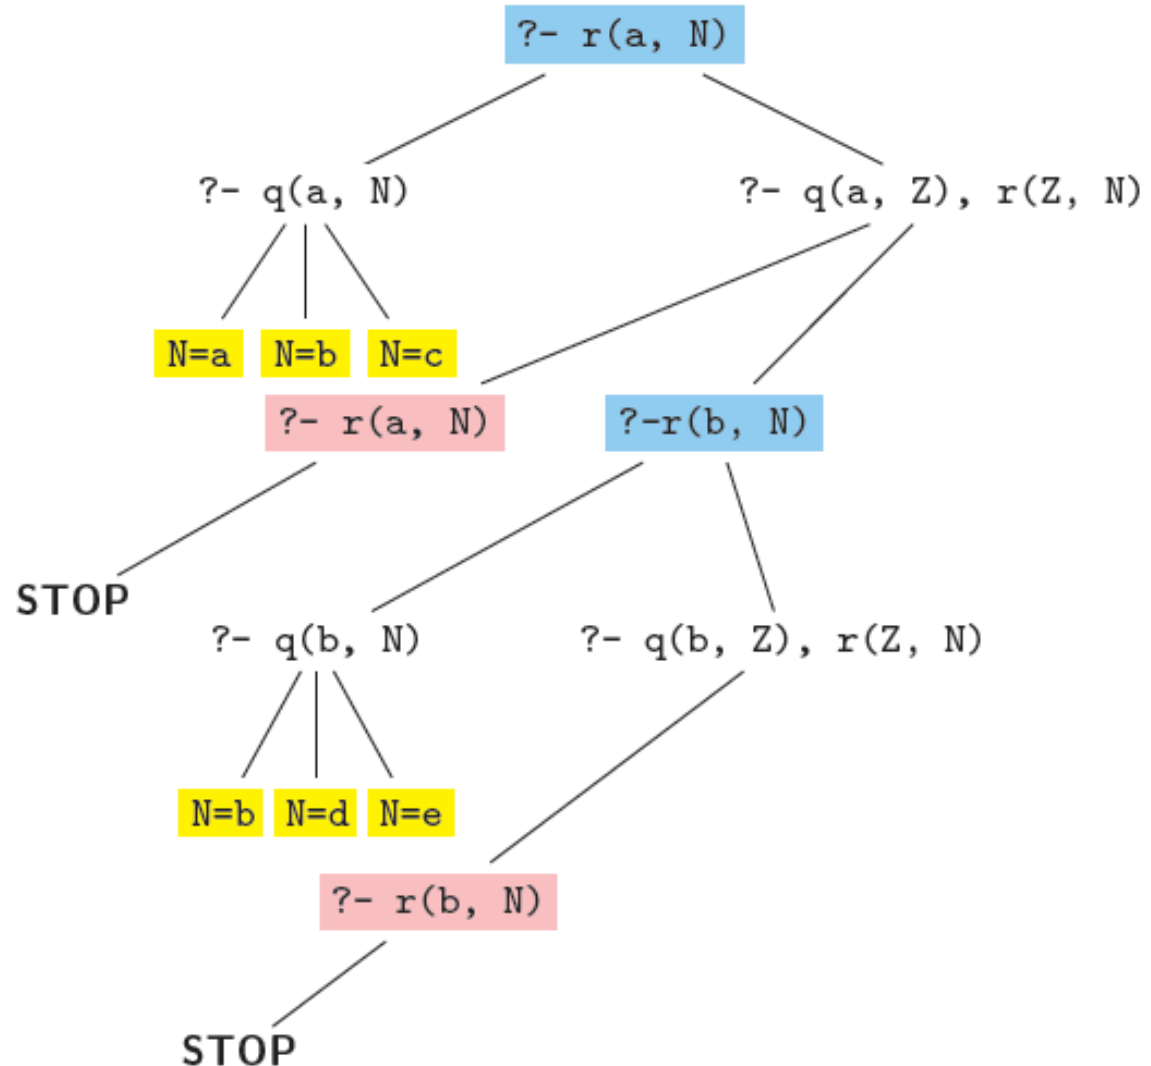 ?- r(a, N)
?- q(a, N)
?- q(a, Z), r(Z, N)
N=a
N=b
N=c
?- r(a, N)
?-r(b, N)
STOP
?- q(b, N)
?- q(b, Z), r(Z, N)
N=b
N=d
N=e
?- r(b, N)
STOP